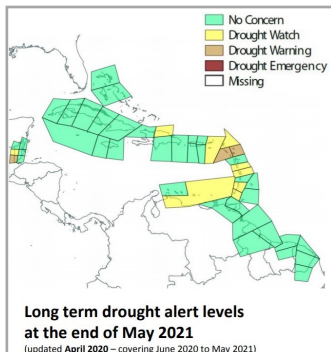 No Concern
Drought Watch
Drought Warning
Drought Emergency
Missing
Long term drought alert levels
at the end of May 2021
(updated April 2020 – covering June 2020 to May 2021)